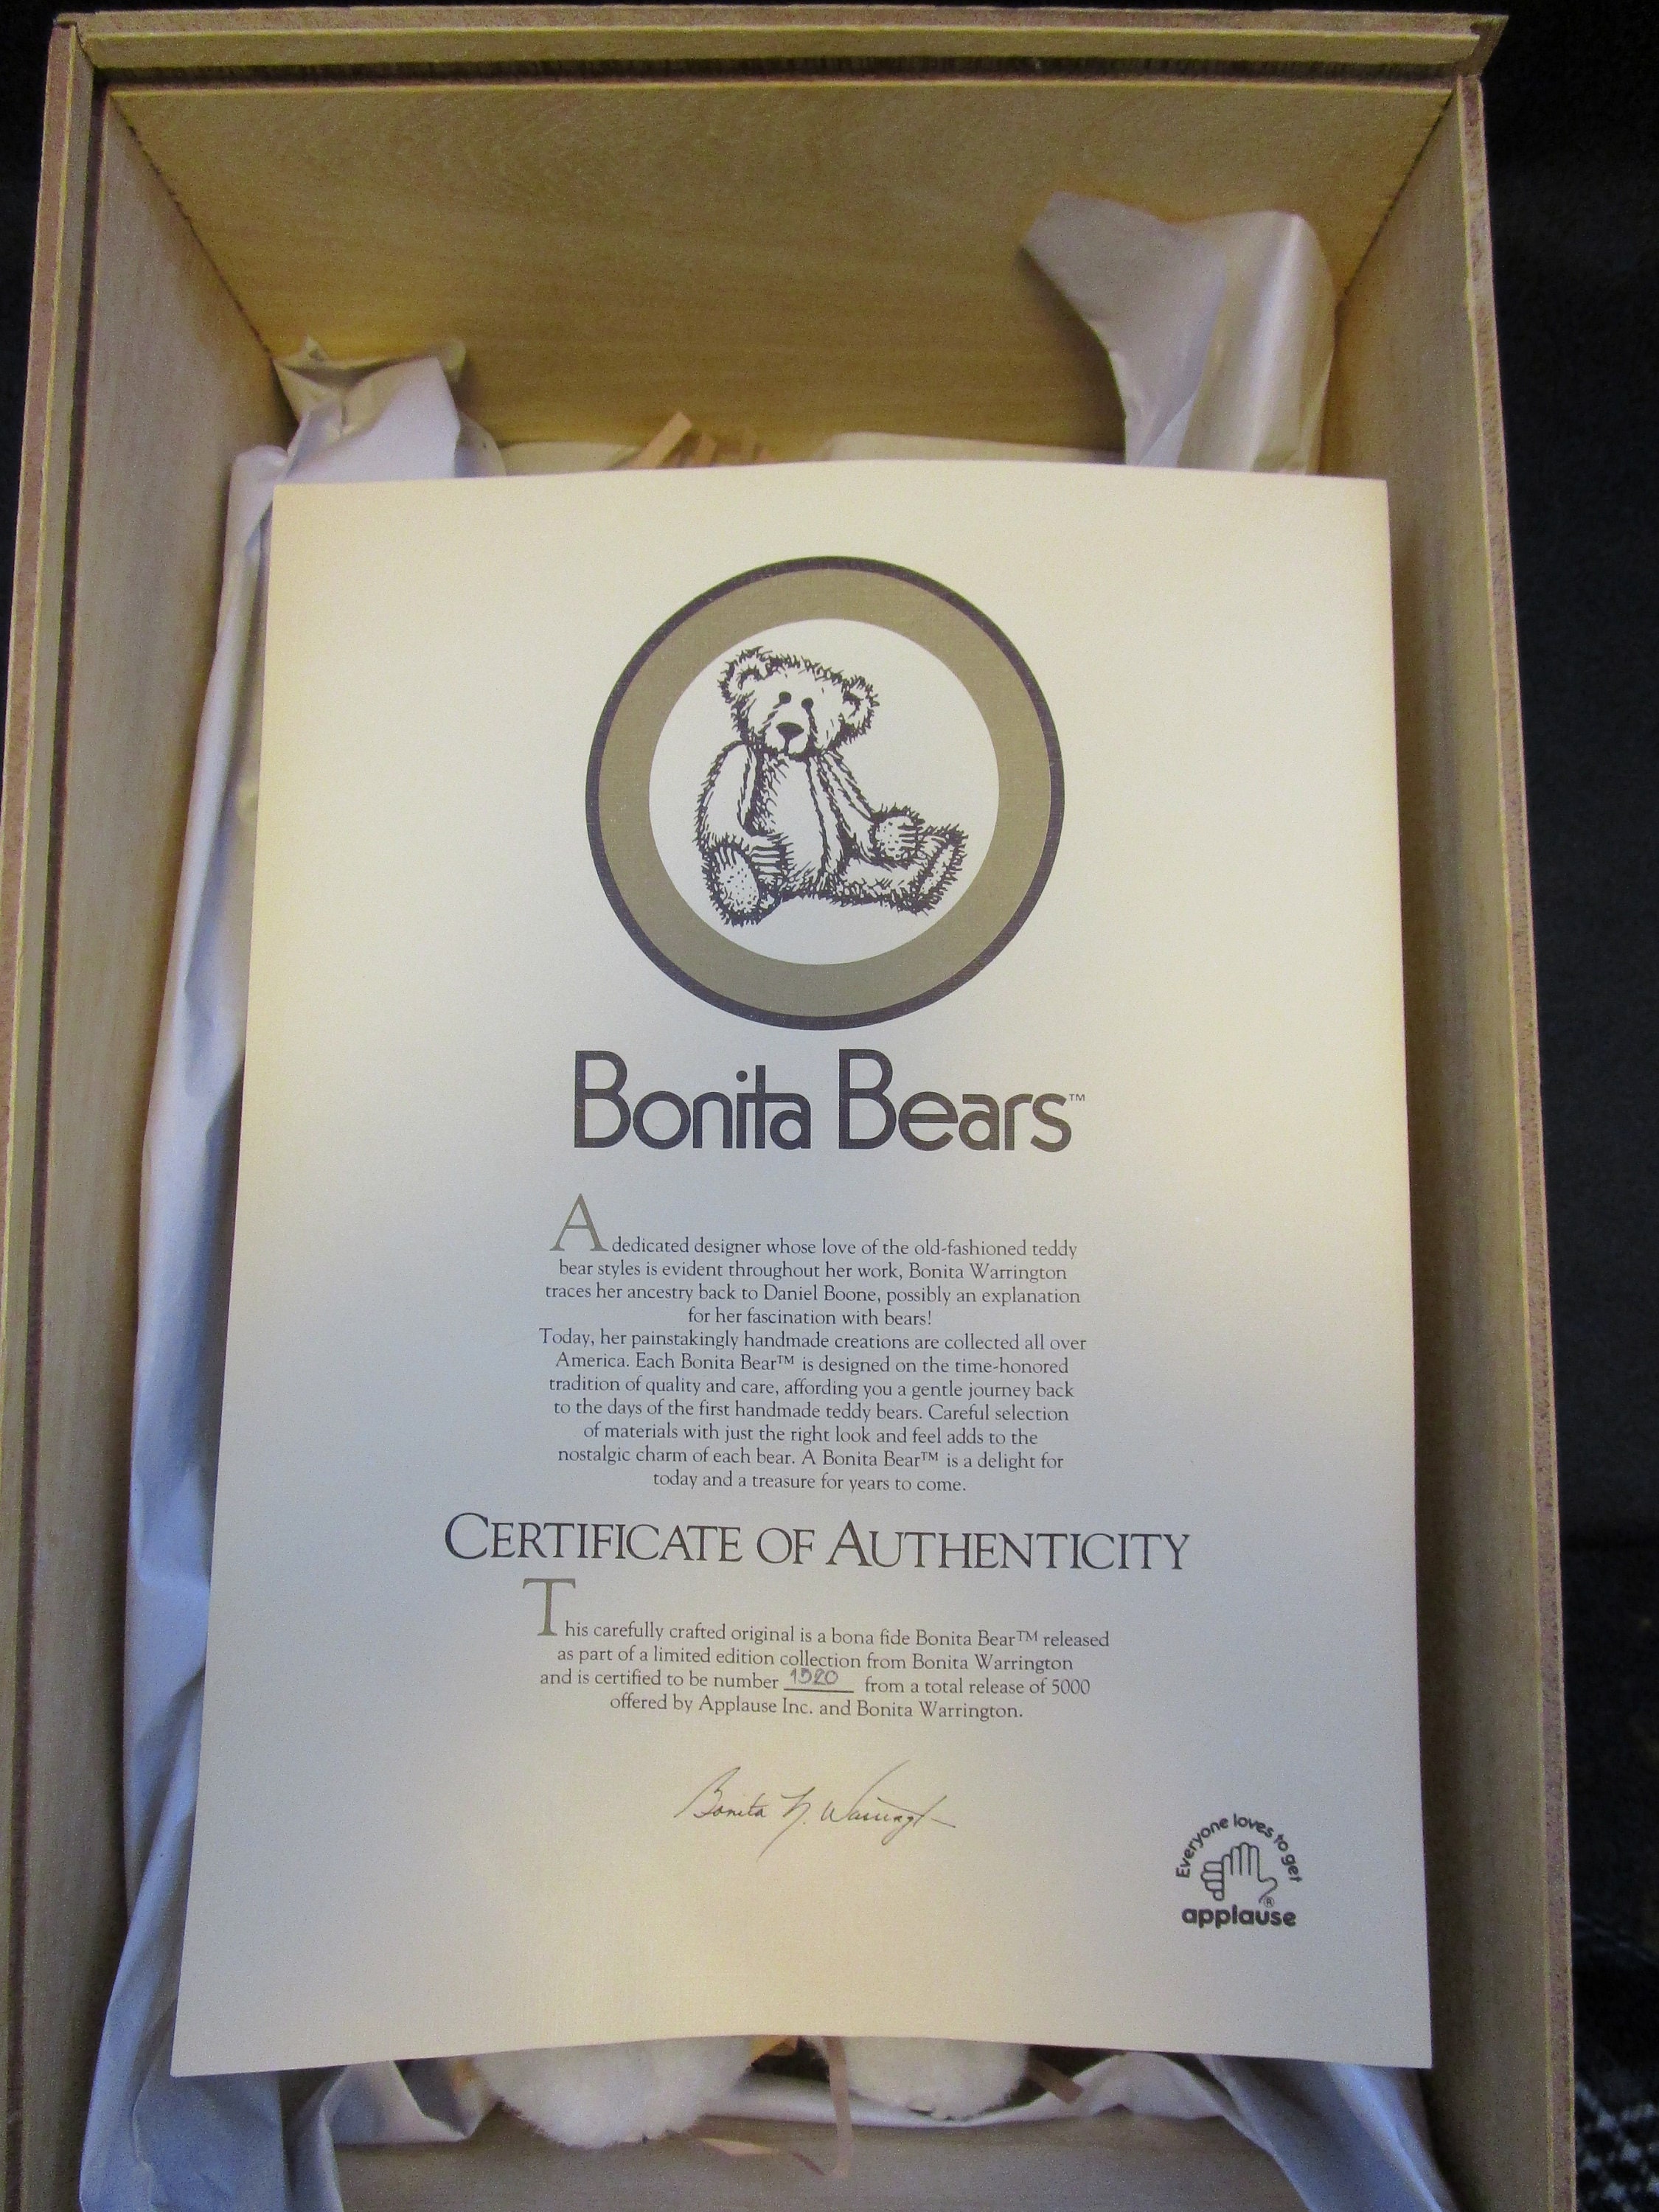 Bonita Bears™
A dedicated designer whose love of the old-fashioned teddy
bear styles is evident throughout her work, Bonita Warrington
traces her ancestry back to Daniel Boone, possibly an explanation
for her fascination with bears!
Today, her painstakingly handmade creations are collected all over
America. Each Bonita Bear™ is designed on the time-honored
tradition of quality and care, affording you a gentle journey back
to the days of the first handmade teddy bears. Careful selection
of materials with just the right look and feel adds to the
nostalgic charm of each bear. A Bonita Bear™ is a delight for
today and a treasure for years to come.
CERTIFICATE OF AUTHENTICITY
This carefully crafted original is a bona fide Bonita Bear™ released
as part of a limited edition collection from Bonita Warrington
and is certified to be number from a total release of 5000
offered by Applause Inc. and Bonita Warrington.
Bonita
Everyone loves to get
applause®